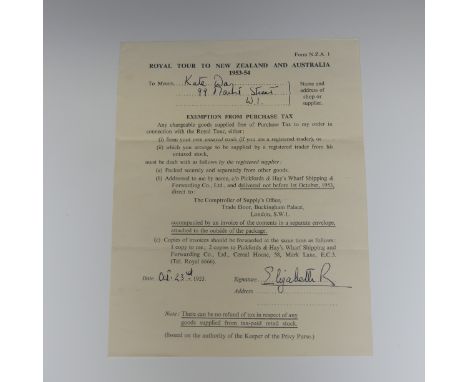 Form N.Z.A. 1
ROYAL TOUR TO NEW ZEALAND AND AUSTRALIA
1953-54
To Messrs. Kate Day Name and
99 Street address of
W.1. shop or
supplier.
EXEMPTION FROM PURCHASE TAX
Any chargeable goods supplied free of Purchase Tax to my order in
connection with the Royal Tour, either:
(i) from your own untaxed stock (if you are a registered trader), or
(ii) which you arrange to be supplied by a registered trader from his
untaxed stock,
must be dealt with as follows by the registered supplier:
(a) Packed securely and separately from other goods.
(b) Addressed to me by name, c/o Pickfords & Hay's Wharf Shipping &
Forwarding Co., Ltd., and delivered not before 1st October, 1953,
direct to:
The Comptroller of Supply's Office,
Trade Door, Buckingham Palace,
London, S.W.1.
accompanied by an invoice of the contents in a separate envelope,
attached to the outside of the package.
(c) Copies of invoices should be forwarded at the same time as follows:
1 copy to me; 2 copies to Pickfords & Hay's Wharf Shipping and
Forwarding Co., Ltd., Cereal House, 58, Mark Lane, E.C.3.
(Tel. Royal 6666).
Date Oct. 23rd, 1953. Signature Elizabeth R
Address
Note: There can be no refund of tax in respect of any
goods supplied from tax-paid retail stock.
(Issued on the authority of the Keeper of the Privy Purse.)